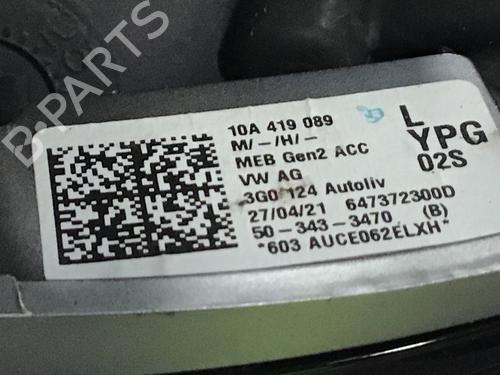 B-PARTS
10A 419 089
M/-/H/-
MEB Gen2 ACC
VW AG
3G0 124 Autoliv
27/04/21 647372300D
50-343-3470 (B)
*603 AUCE062ELXH*
L
YPG
02S